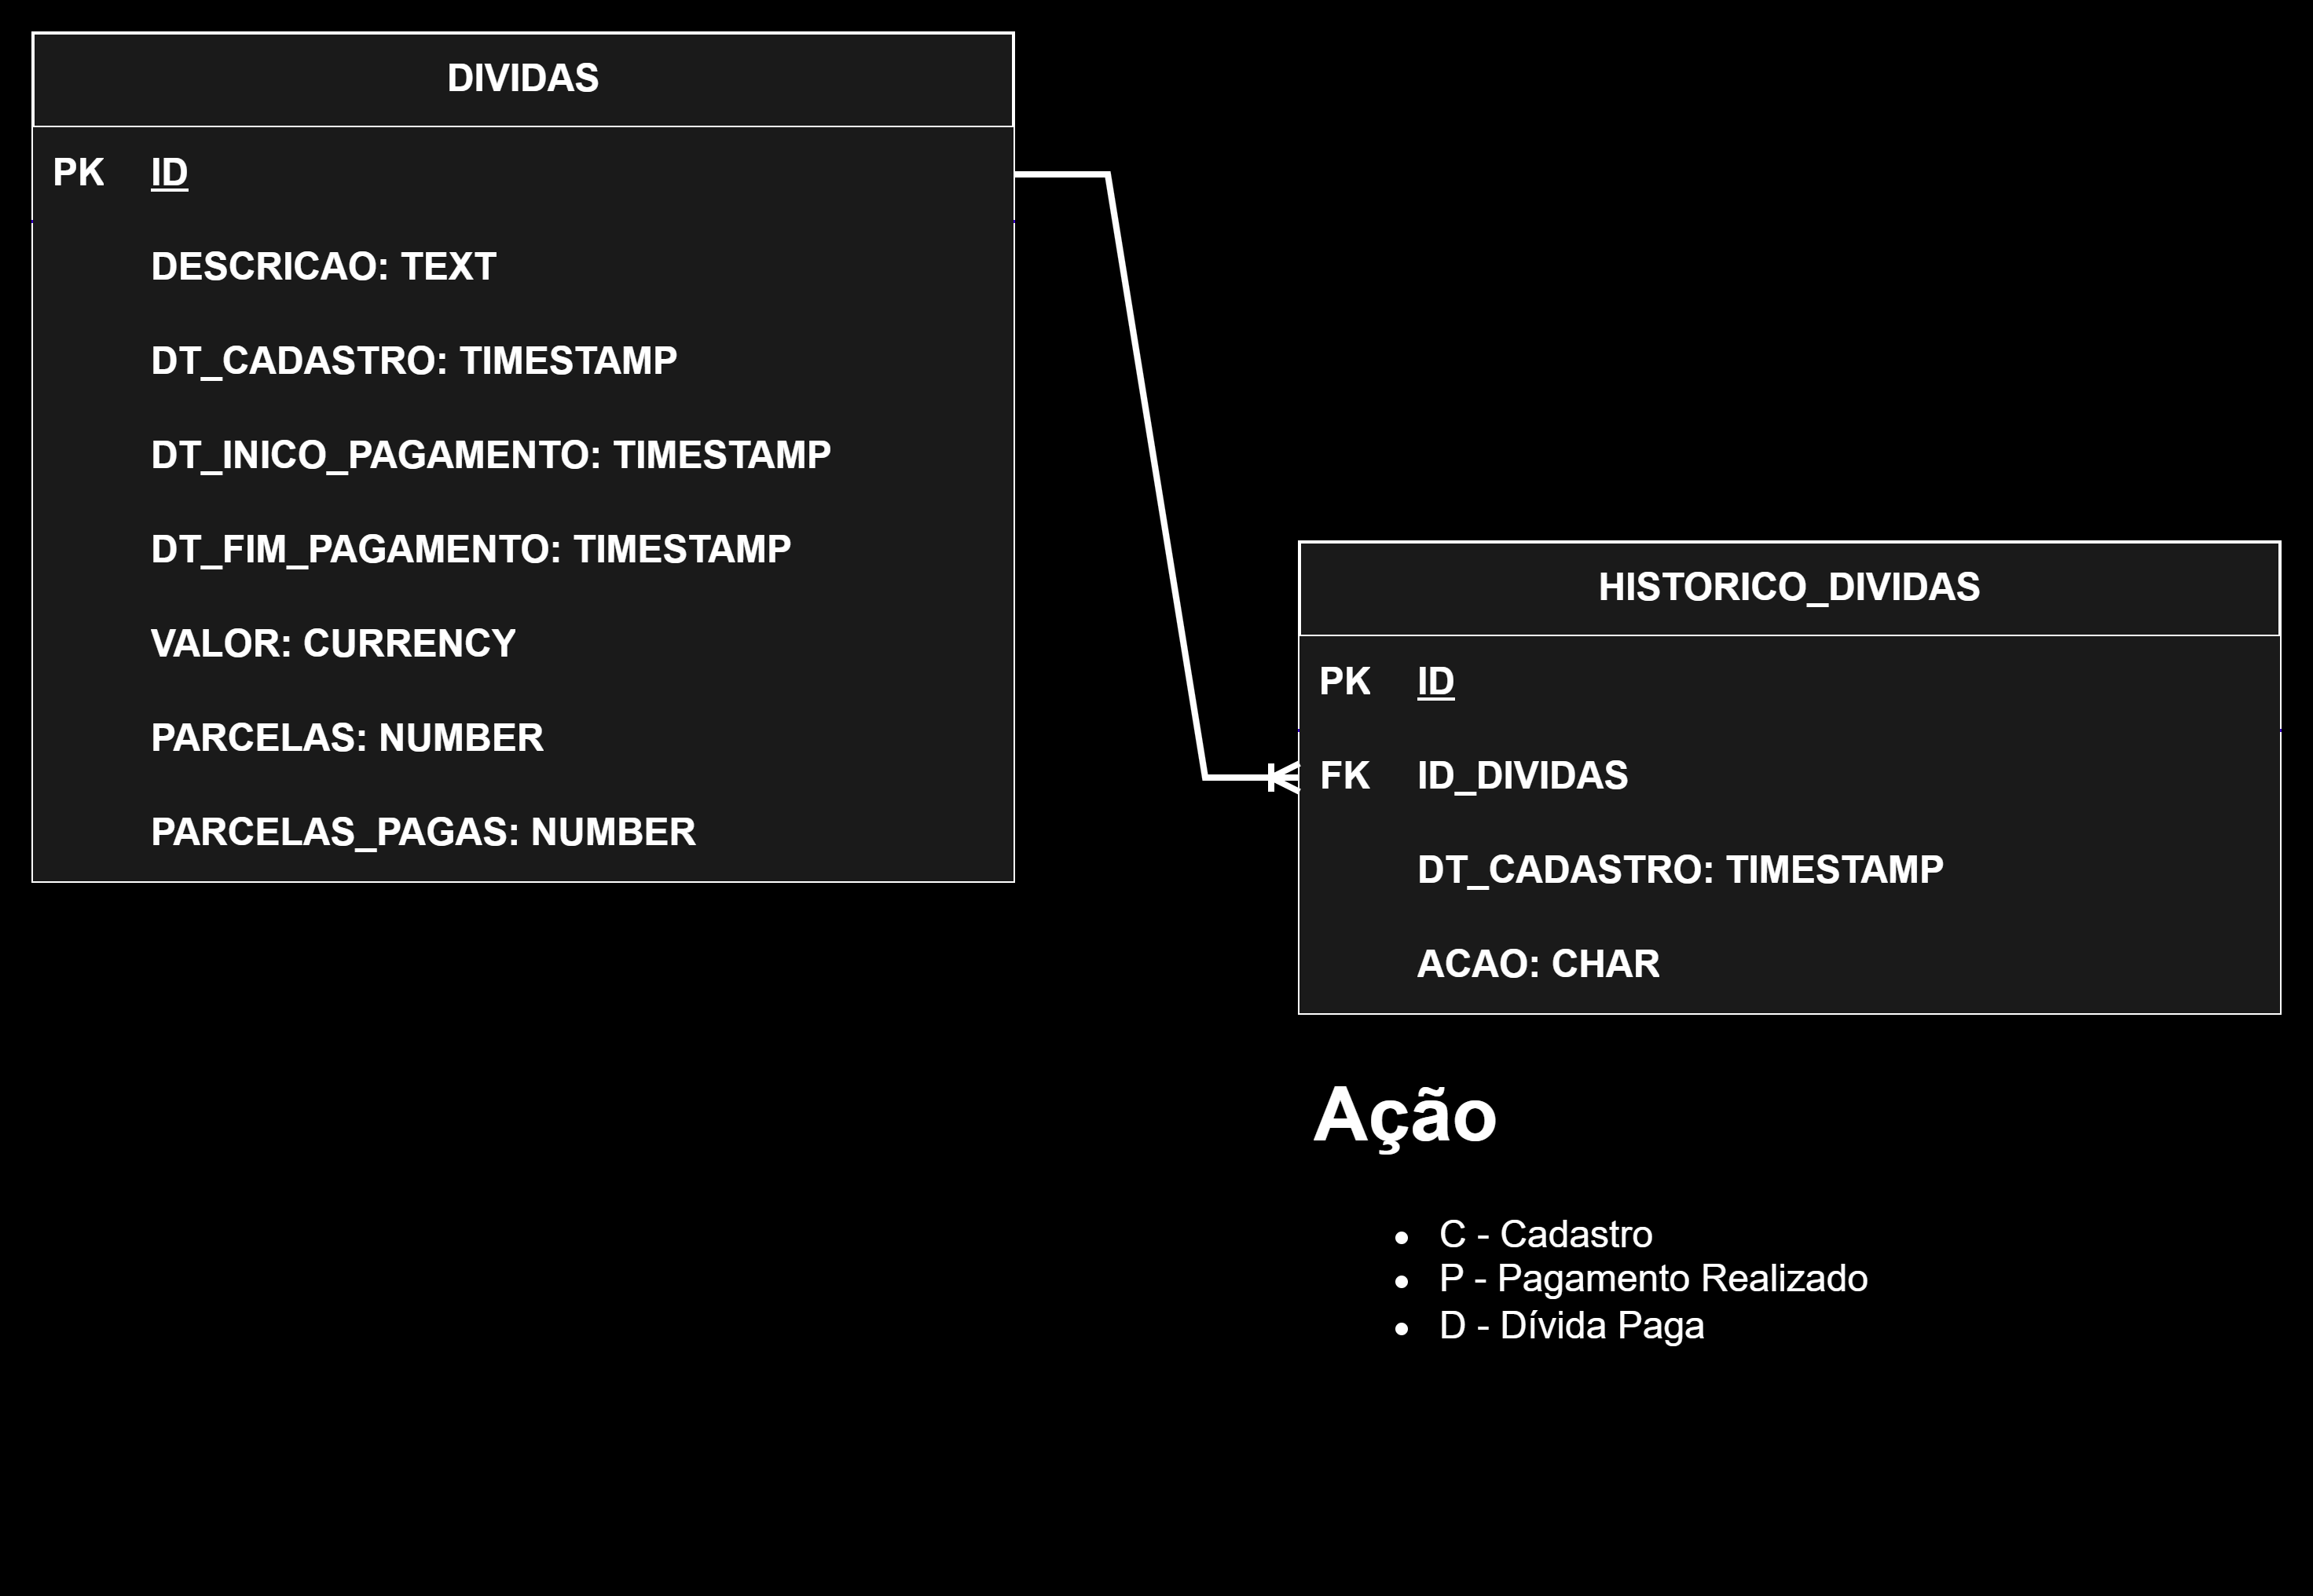 DIVIDAS
PK ID
DESCRICAO: TEXT
DT_CADASTRO: TIMESTAMP
DT_INICO_PAGAMENTO: TIMESTAMP
DT_FIM_PAGAMENTO: TIMESTAMP
VALOR: CURRENCY
PARCELAS: NUMBER
PARCELAS_PAGAS: NUMBER
HISTORICO_DIVIDAS
PK ID
FK ID_DIVIDAS
DT_CADASTRO: TIMESTAMP
ACAO: CHAR
Ação
• C - Cadastro
• P - Pagamento Realizado
• D - Dívida Paga